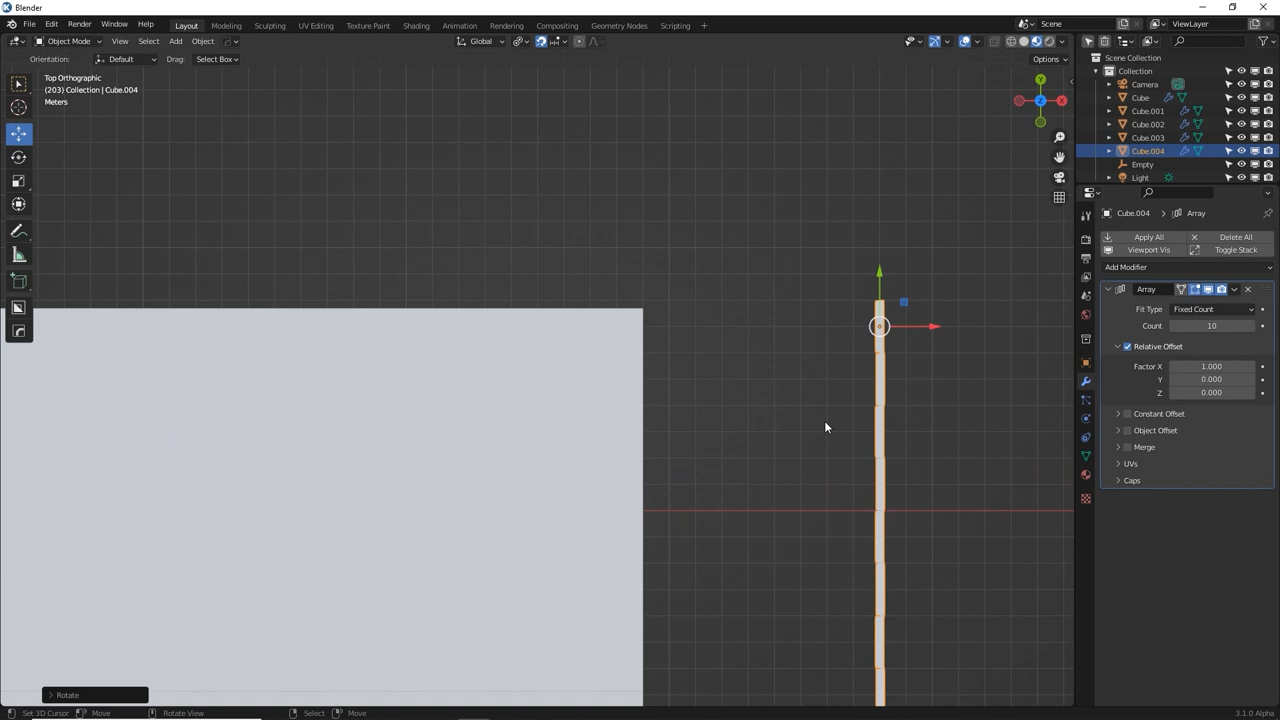 Blender
File Edit Render Window Help Layout Modeling Sculpting UV Editing Texture Paint Shading Animation Rendering Compositing Geometry Nodes Scripting + Scene ViewLayer
Object Mode View Select Add Object Global
Orientation: Default Drag: Select Box Options
Top Orthographic
(203) Collection | Cube.004
Meters
Y
Z X
Scene Collection
Collection
Camera
Cube
Cube.001
Cube.002
Cube.003
Cube.004
Empty
Light
Cube.004 Array
Apply All Delete All
Viewport Vis Toggle Stack
Add Modifier
Array
Fit Type Fixed Count
Count 10
Relative Offset
Factor X 1.000
Y 0.000
Z 0.000
Constant Offset
Object Offset
Merge
UVs
Caps
Rotate
Set 3D Cursor Move Rotate View Select Move 3.1.0 Alpha